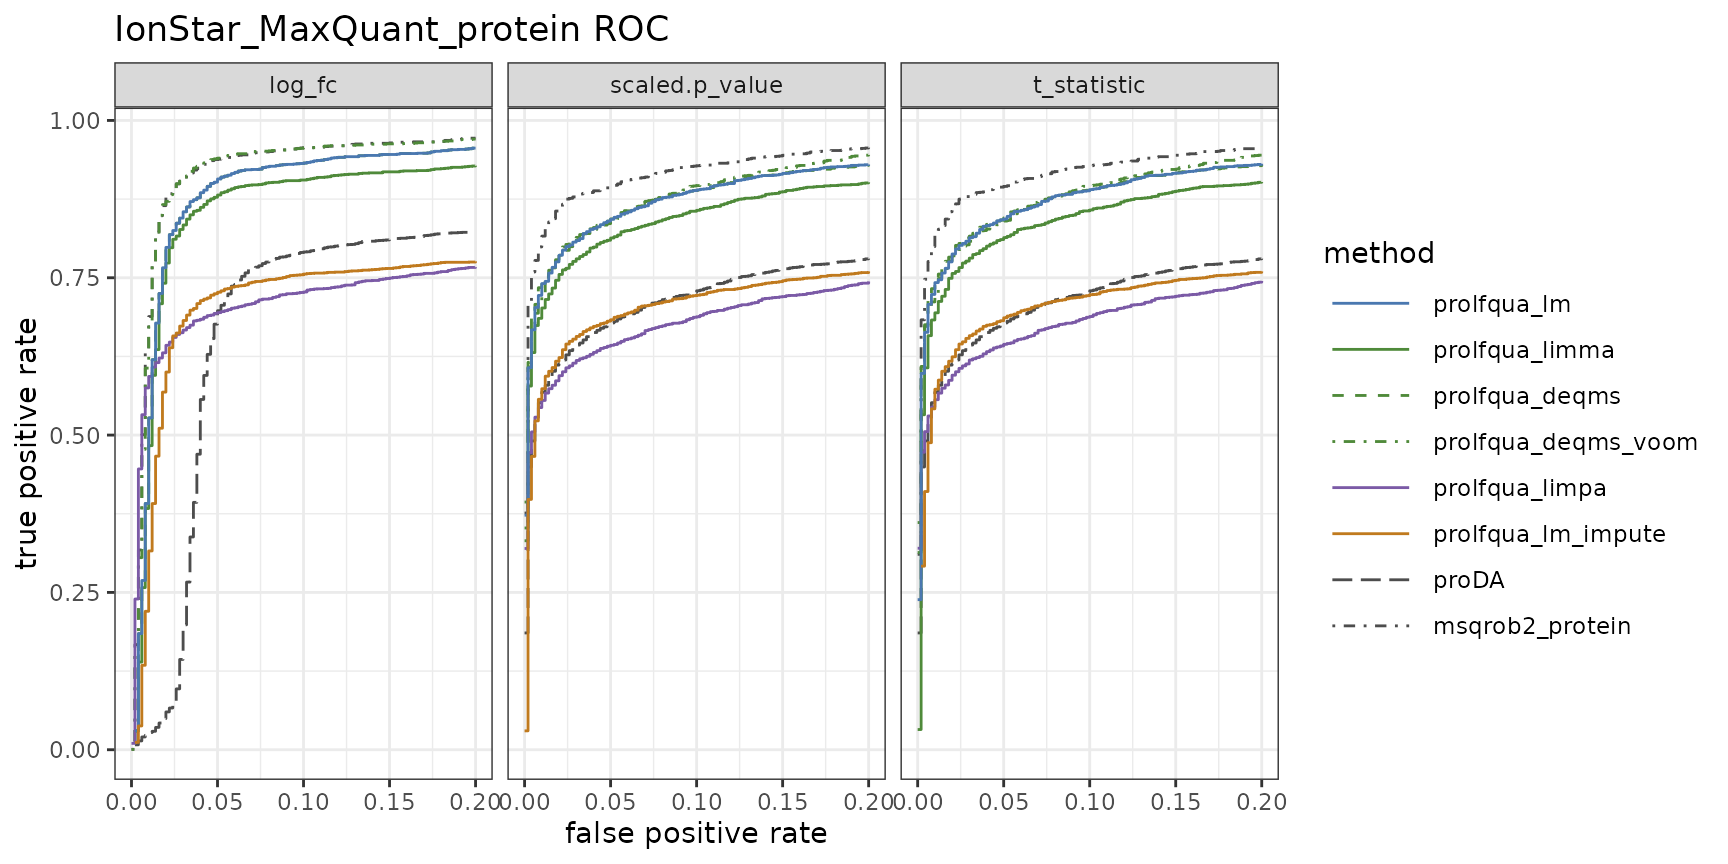 IonStar_MaxQuant_protein ROC
log_fc
scaled.p_value
t_statistic
1.00
0.75
0.50
0.25
0.00
true positive rate
0.00 0.05 0.10 0.15 0.20
0.00 0.05 0.10 0.15 0.20
0.00 0.05 0.10 0.15 0.20
false positive rate
method
prolfqua_lm
prolfqua_limma
prolfqua_deqms
prolfqua_deqms_voom
prolfqua_limpa
prolfqua_lm_impute
proDA
msqrob2_protein